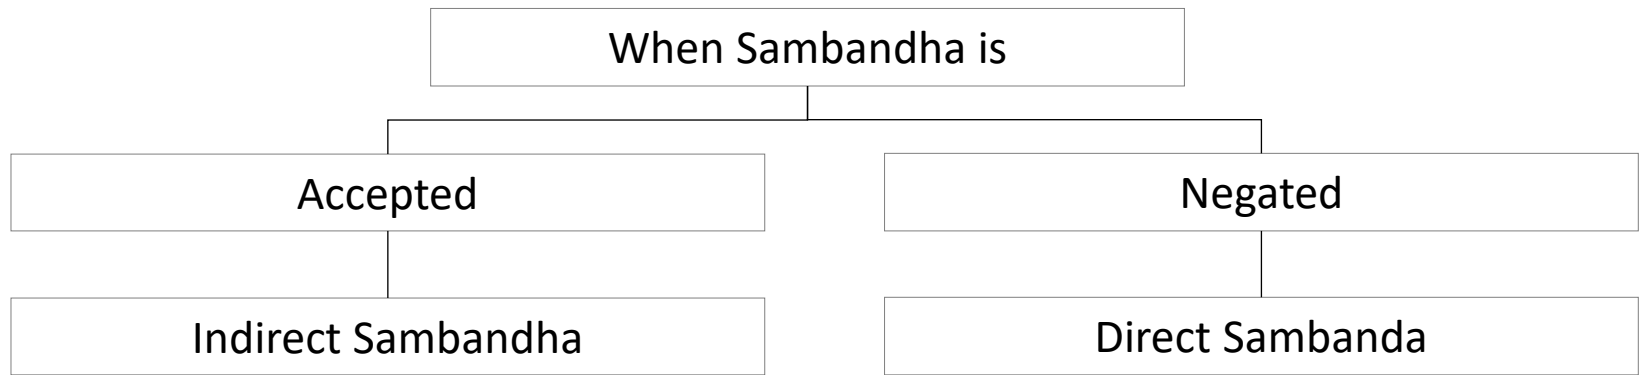 When Sambandha is
Accepted
Negated
Indirect Sambandha
Direct Sambanda